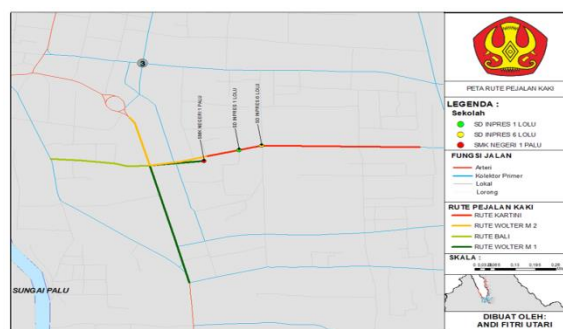 3
SMK NEGERI 1 PALU
SD INPRES 1 LOLU
SD INPRES 6 LOLU
SUNGAI PALU
PETA RUTE PEJALAN KAKI
LEGENDA :
Sekolah
SD INPRES 1 LOLU
SD INPRES 6 LOLU
SMK NEGERI 1 PALU
FUNGSI JALAN
Arteri
Kolektor Primer
Lokal
Lorong
RUTE PEJALAN KAKI
RUTE KARTINI
RUTE WOLTER M 2
RUTE BALI
RUTE WOLTER M 1
SKALA :
DIBUAT OLEH:
ANDI FITRI UTARI